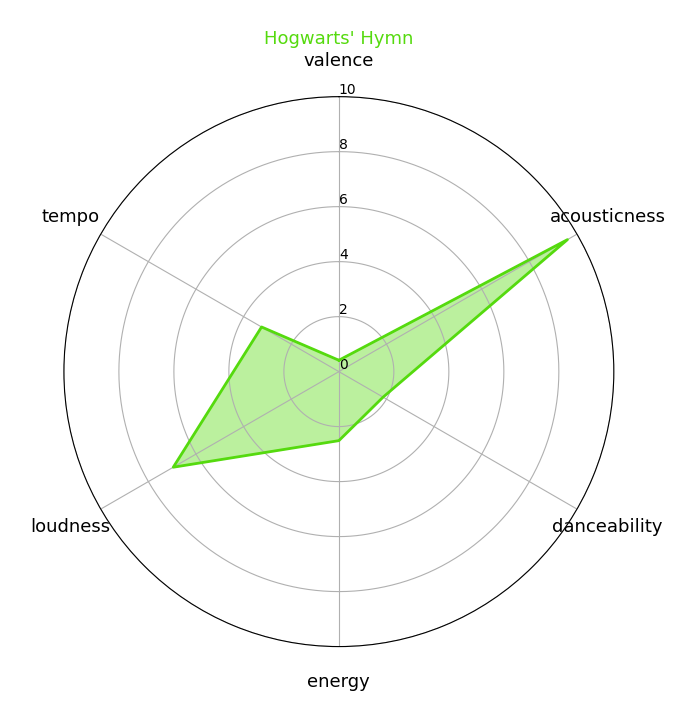 Hogwarts' Hymn
valence
10
8
6
4
2
0
tempo
acousticness
loudness
danceability
energy